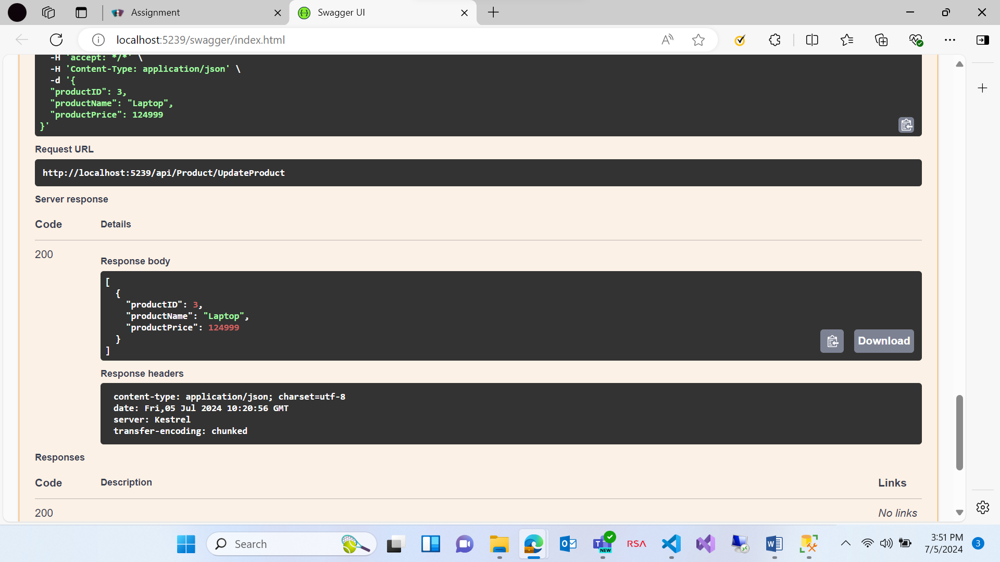 Assignment
Swagger UI
localhost:5239/swagger/index.html
-H 'accept: */*' \
-H 'Content-Type: application/json' \
-d '{
"productID": 3,
"productName": "Laptop",
"productPrice": 124999
}'
Request URL
http://localhost:5239/api/Product/UpdateProduct
Server response
Code Details
200
Response body
[
{
"productID": 3,
"productName": "Laptop",
"productPrice": 124999
}
]
Download
Response headers
content-type: application/json; charset=utf-8
date: Fri,05 Jul 2024 10:20:56 GMT
server: Kestrel
transfer-encoding: chunked
Responses
Code Description Links
200 No links
Search
NEW
RSA
3:51 PM
7/5/2024
3